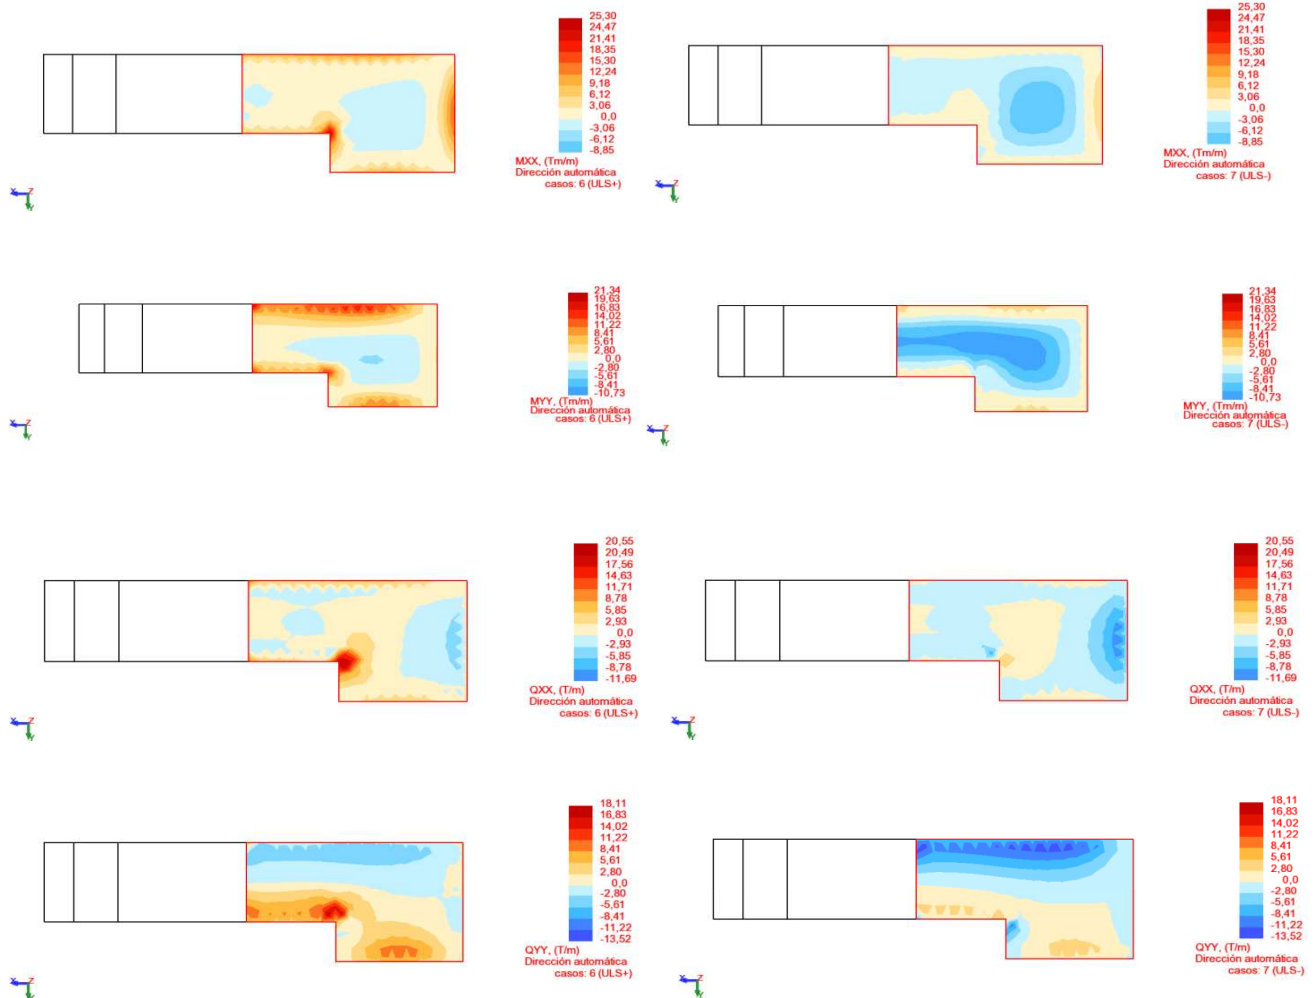 25,30
24,47
21,41
18,35
15,30
12,24
9,18
6,12
3,06
0,0
-3,06
-6,12
-8,85
MXX, (Tm/m)
Dirección automática
casos: 6 (ULS+)
X Z
Y
25,30
24,47
21,41
18,35
15,30
12,24
9,18
6,12
3,06
0,0
-3,06
-6,12
-8,85
MXX, (Tm/m)
Dirección automática
casos: 7 (ULS-)
X Z
Y
21,34
19,63
16,83
14,02
11,22
8,41
5,61
2,80
0,0
-2,80
-5,61
-8,41
-10,73
MYY, (Tm/m)
Dirección automática
casos: 6 (ULS+)
X Z
Y
21,34
19,63
16,83
14,02
11,22
8,41
5,61
2,80
0,0
-2,80
-5,61
-8,41
-10,73
MYY, (Tm/m)
Dirección automática
casos: 7 (ULS-)
X Z
Y
20,55
20,49
17,56
14,63
11,71
8,78
5,85
2,93
0,0
-2,93
-5,85
-8,78
-11,69
QXX, (T/m)
Dirección automática
casos: 6 (ULS+)
X Z
Y
20,55
20,49
17,56
14,63
11,71
8,78
5,85
2,93
0,0
-2,93
-5,85
-8,78
-11,69
QXX, (T/m)
Dirección automática
casos: 7 (ULS-)
X Z
Y
18,11
16,83
14,02
11,22
8,41
5,61
2,80
0,0
-2,80
-5,61
-8,41
-11,22
-13,52
QYY, (T/m)
Dirección automática
casos: 6 (ULS+)
X Z
Y
18,11
16,83
14,02
11,22
8,41
5,61
2,80
0,0
-2,80
-5,61
-8,41
-11,22
-13,52
QYY, (T/m)
Dirección automática
casos: 7 (ULS-)
X Z
Y